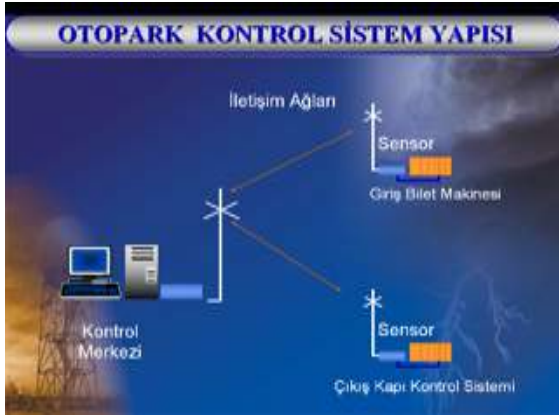 OTOPARK KONTROL SİSTEM YAPISI
İletişim Ağları
Sensor
Giriş Bilet Makinesi
Kontrol
Merkezi
Sensor
Çıkış Kapı Kontrol Sistemi